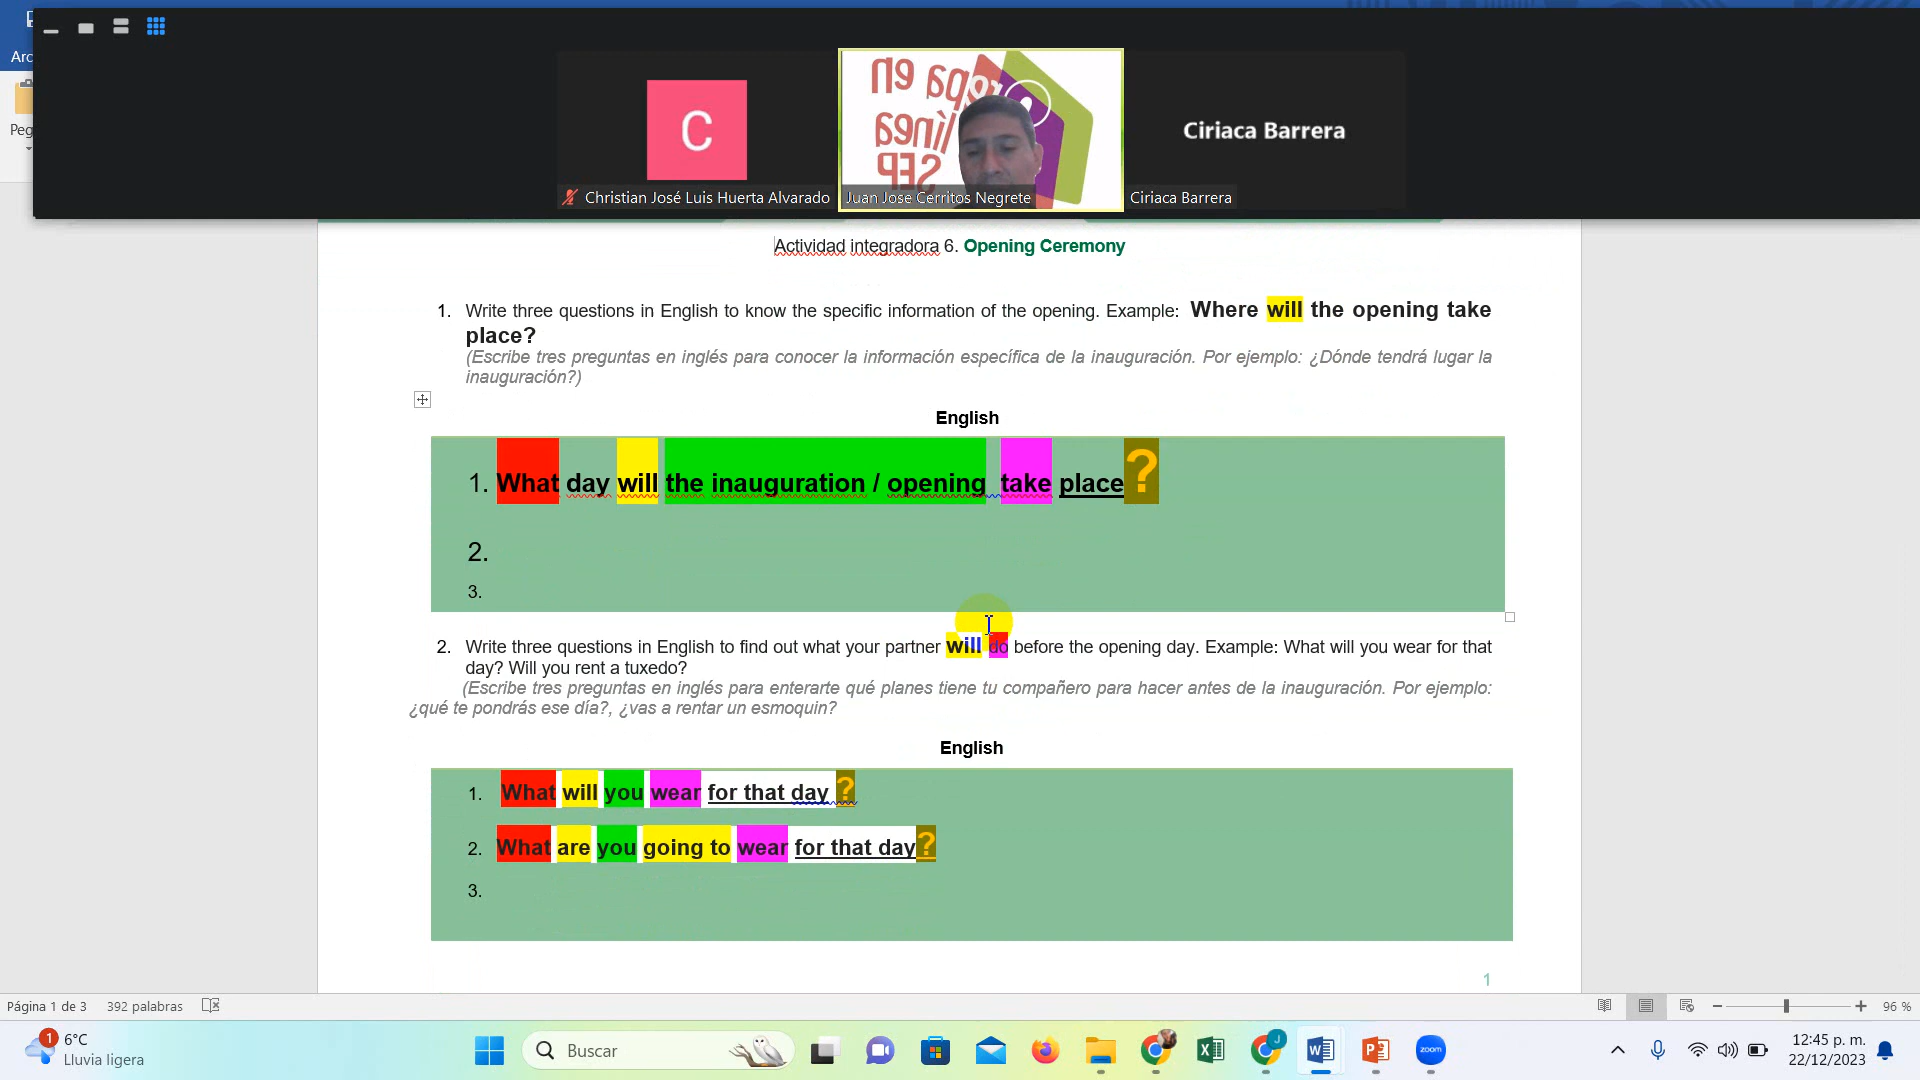 Arc
Peg
C
Christian José Luis Huerta Alvarado
Prepa en
línea
SEP
Juan Jose Cerritos Negrete
Ciriaca Barrera
Ciriaca Barrera
Actividad integradora 6. Opening Ceremony
1. Write three questions in English to know the specific information of the opening. Example: Where will the opening take
place?
(Escribe tres preguntas en inglés para conocer la información específica de la inauguración. Por ejemplo: ¿Dónde tendrá lugar la
inauguración?)
English
1. What day will the inauguration / opening take place?
2.
3.
2. Write three questions in English to find out what your partner will do before the opening day. Example: What will you wear for that
day? Will you rent a tuxedo?
(Escribe tres preguntas en inglés para enterarte qué planes tiene tu compañero para hacer antes de la inauguración. Por ejemplo:
¿qué te pondrás ese día?, ¿vas a rentar un esmoquin?
English
1. What will you wear for that day ?
2. What are you going to wear for that day?
3.
1
Página 1 de 3 392 palabras
96 %
1
6°C
Lluvia ligera
Buscar
J
zoom
12:45 p. m.
22/12/2023